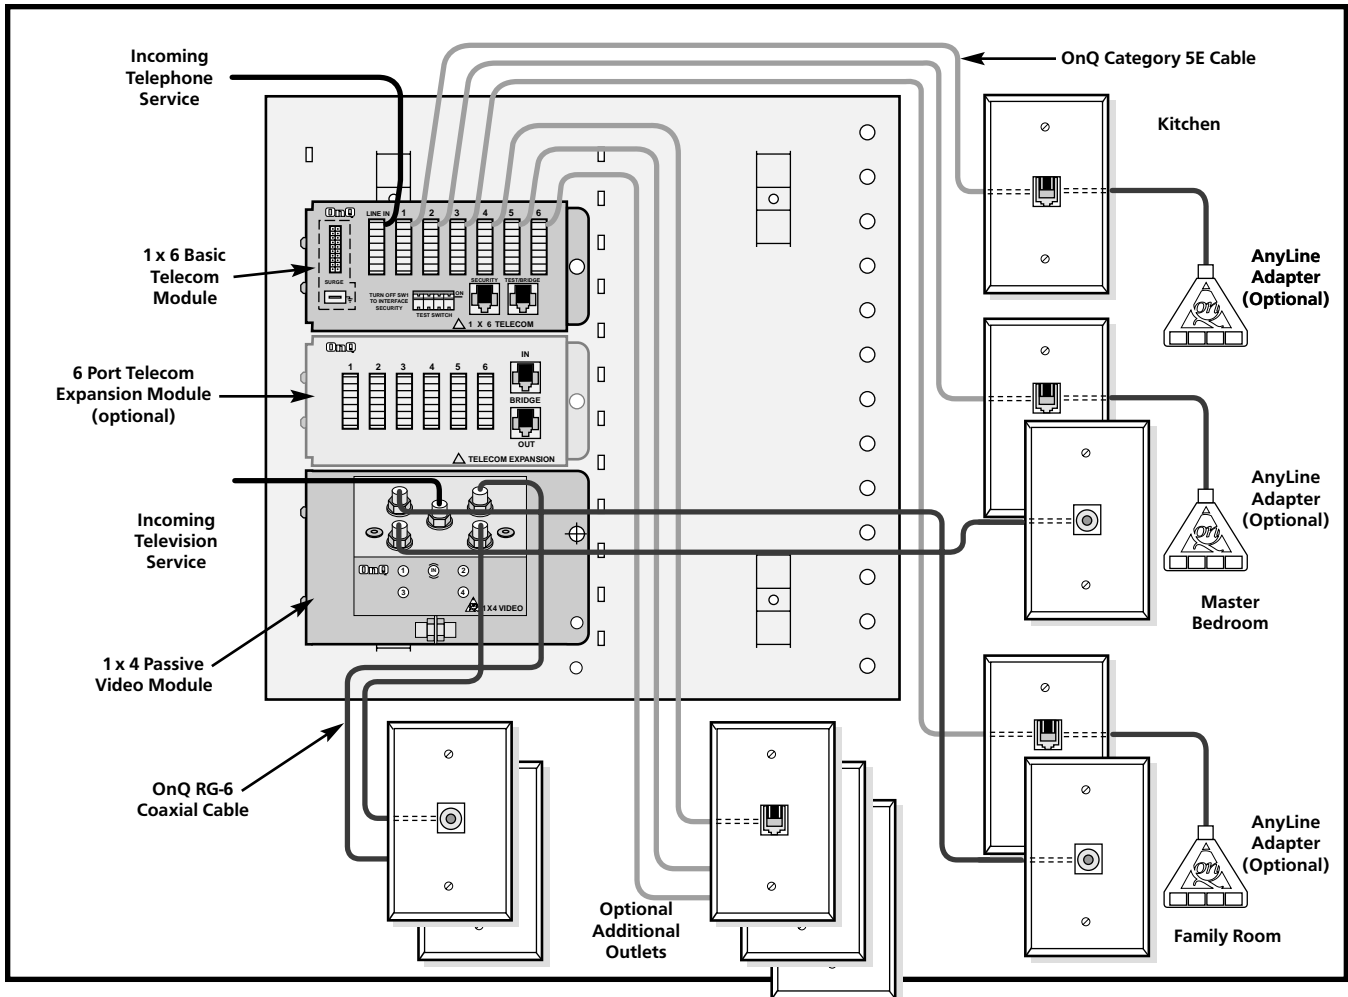 Incoming
Telephone
Service
OnQ Category 5E Cable
Kitchen
AnyLine
Adapter
(Optional)
on
1 x 6 Basic
Telecom
Module
OnQ
LINE IN 1 2 3 4 5 6
SURGE
SECURITY TEST/BRIDGE
TURN OFF SW1
TO INTERFACE
SECURITY
ON
TEST SWITCH
1 X 6 TELECOM
6 Port Telecom
Expansion Module
(optional)
OnQ
1 2 3 4 5 6
IN
BRIDGE
OUT
TELECOM EXPANSION
Incoming
Television
Service
OnQ
1 IN 2
3 4
1X4 VIDEO
AnyLine
Adapter
(Optional)
on
Master
Bedroom
1 x 4 Passive
Video Module
OnQ RG-6
Coaxial Cable
Optional
Additional
Outlets
AnyLine
Adapter
(Optional)
on
Family Room